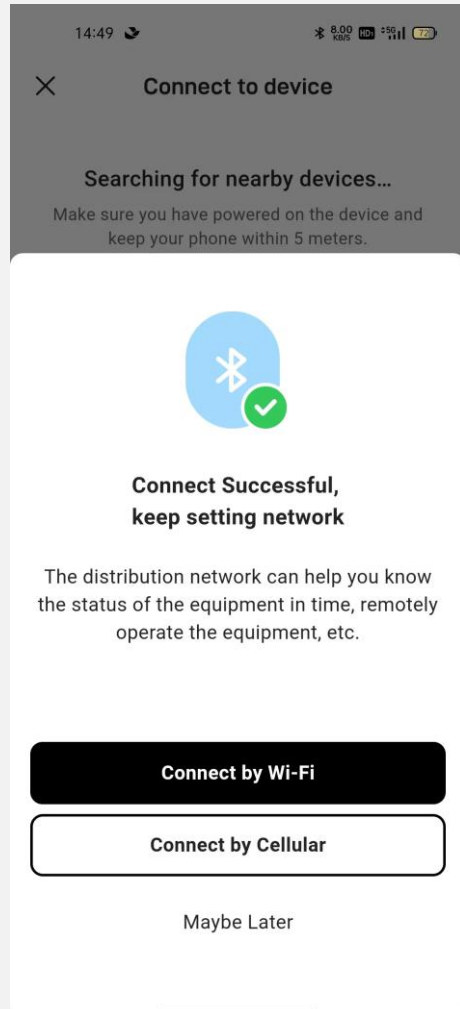 14:49 8.00 KB/S HD 5G 72
Connect to device
Searching for nearby devices...
Make sure you have powered on the device and
keep your phone within 5 meters.
Connect Successful,
keep setting network
The distribution network can help you know
the status of the equipment in time, remotely
operate the equipment, etc.
Connect by Wi-Fi
Connect by Cellular
Maybe Later